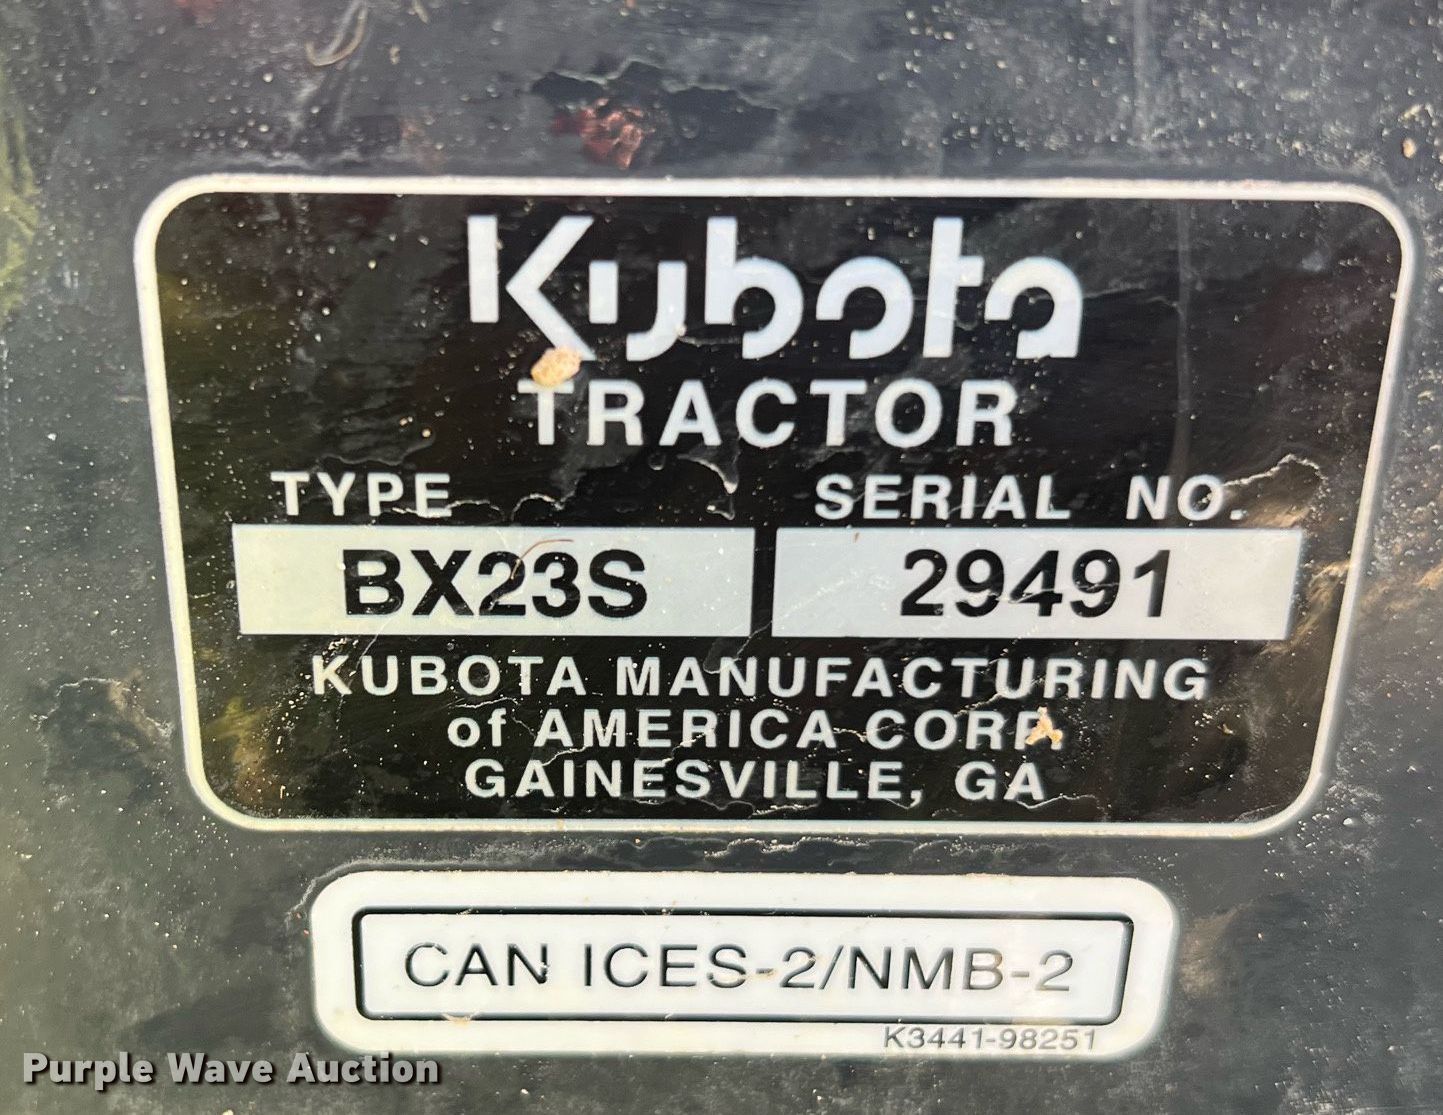 Kubota
TRACTOR
TYPE SERIAL NO.
BX23S 29491
KUBOTA MANUFACTURING
of AMERICA CORP.
GAINESVILLE, GA
CAN ICES-2/NMB-2
K3441-98251
Purple Wave Auction